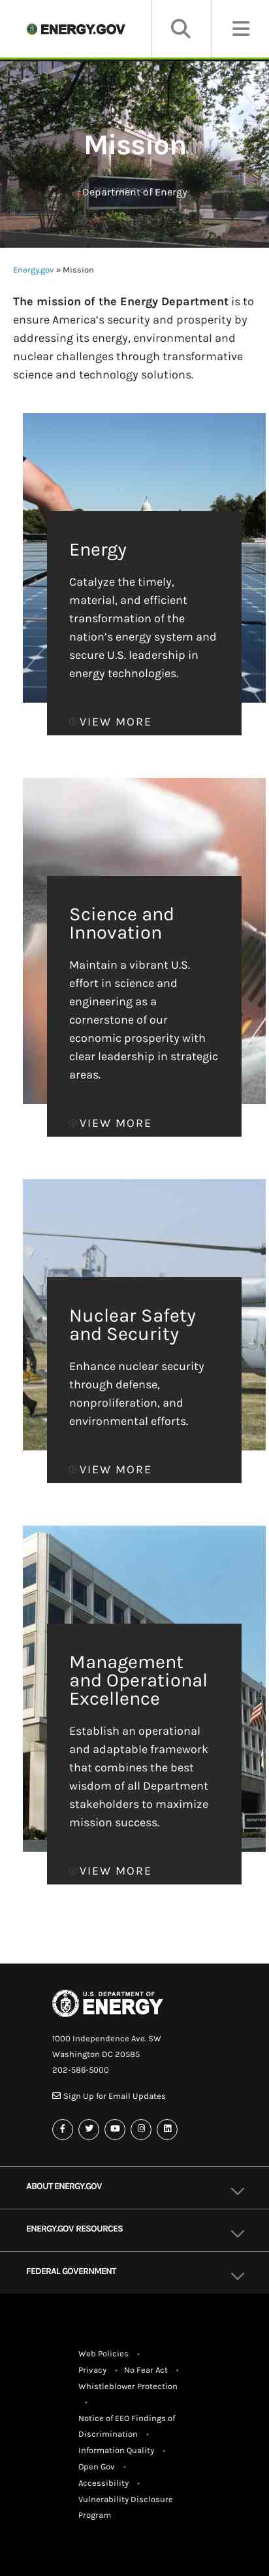 ENERGY.GOV
Mission
Department of Energy
Energy.gov » Mission
The mission of the Energy Department is to
ensure America's security and prosperity by
addressing its energy, environmental and
nuclear challenges through transformative
science and technology solutions.
Energy
Catalyze the timely,
material, and efficient
transformation of the
nation's energy system and
secure U.S. leadership in
energy technologies.
VIEW MORE
Science and
Innovation
Maintain a vibrant U.S.
effort in science and
engineering as a
cornerstone of our
economic prosperity with
clear leadership in strategic
areas.
VIEW MORE
Nuclear Safety
and Security
Enhance nuclear security
through defense,
nonproliferation, and
environmental efforts.
VIEW MORE
Management
and Operational
Excellence
Establish an operational
and adaptable framework
that combines the best
wisdom of all Department
stakeholders to maximize
mission success.
VIEW MORE
U.S. DEPARTMENT OF
ENERGY
1000 Independence Ave. SW
Washington DC 20585
202-586-5000
Sign Up for Email Updates
ABOUT ENERGY.GOV
ENERGY.GOV RESOURCES
FEDERAL GOVERNMENT
Web Policies •
Privacy • No Fear Act •
Whistleblower Protection
•
Notice of EEO Findings of
Discrimination •
Information Quality •
Open Gov •
Accessibility •
Vulnerability Disclosure
Program